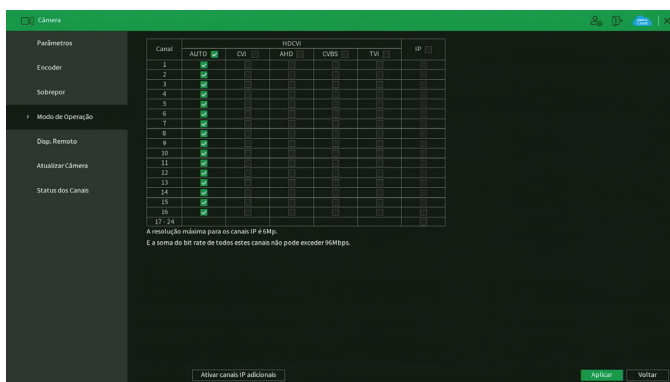 Câmera
Parâmetros
Encoder
Sobrepor
> Modo de Operação
Disp. Remoto
Atualizar Câmera
Status dos Canais
Canal HDCVI IP
AUTO CVI AHD CVBS TVI
1
2
3
4
5
6
7
8
9
10
11
12
13
14
15
16
17 - 24
A resolução máxima para os canais IP é 6Mp.
E a soma do bit rate de todos estes canais não pode exceder 96Mbps.
Ativar canais IP adicionais
Aplicar
Voltar